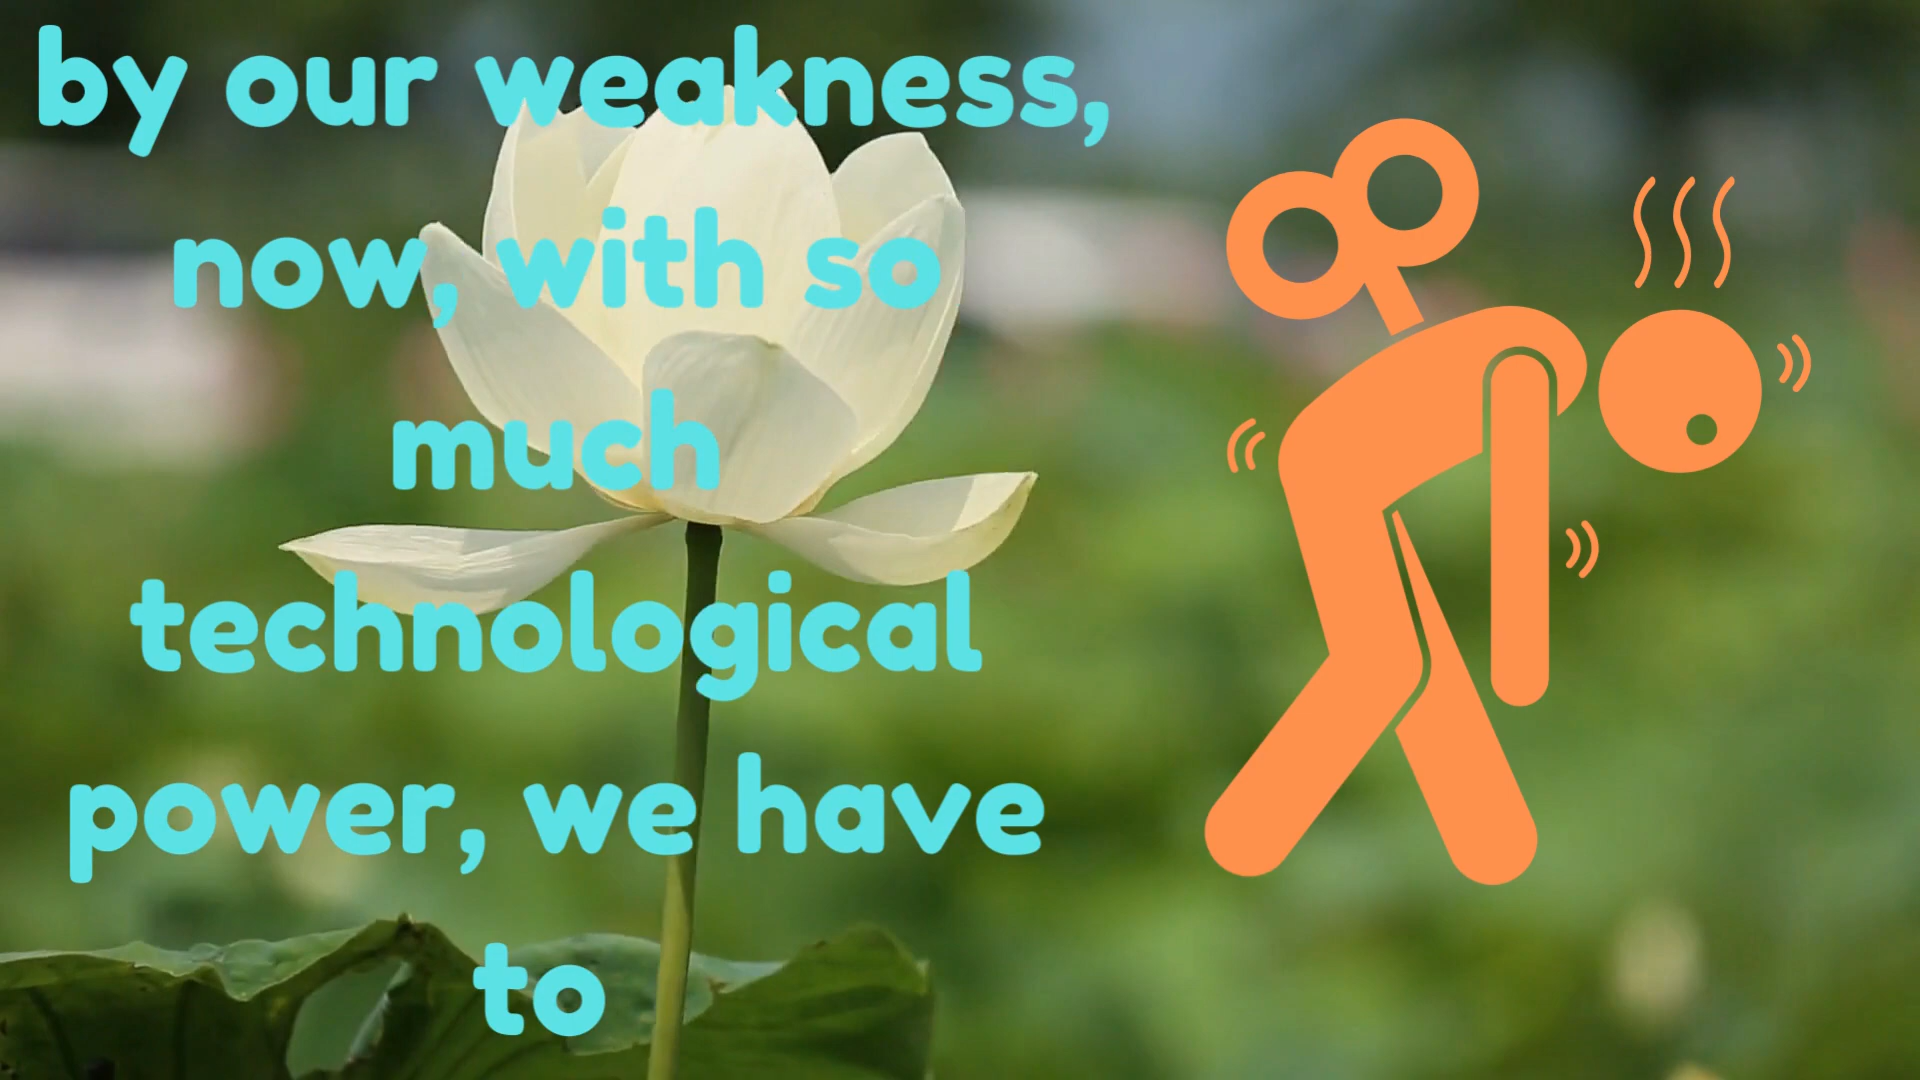 by our weakness,
now, with so
much
technological
power, we have
to